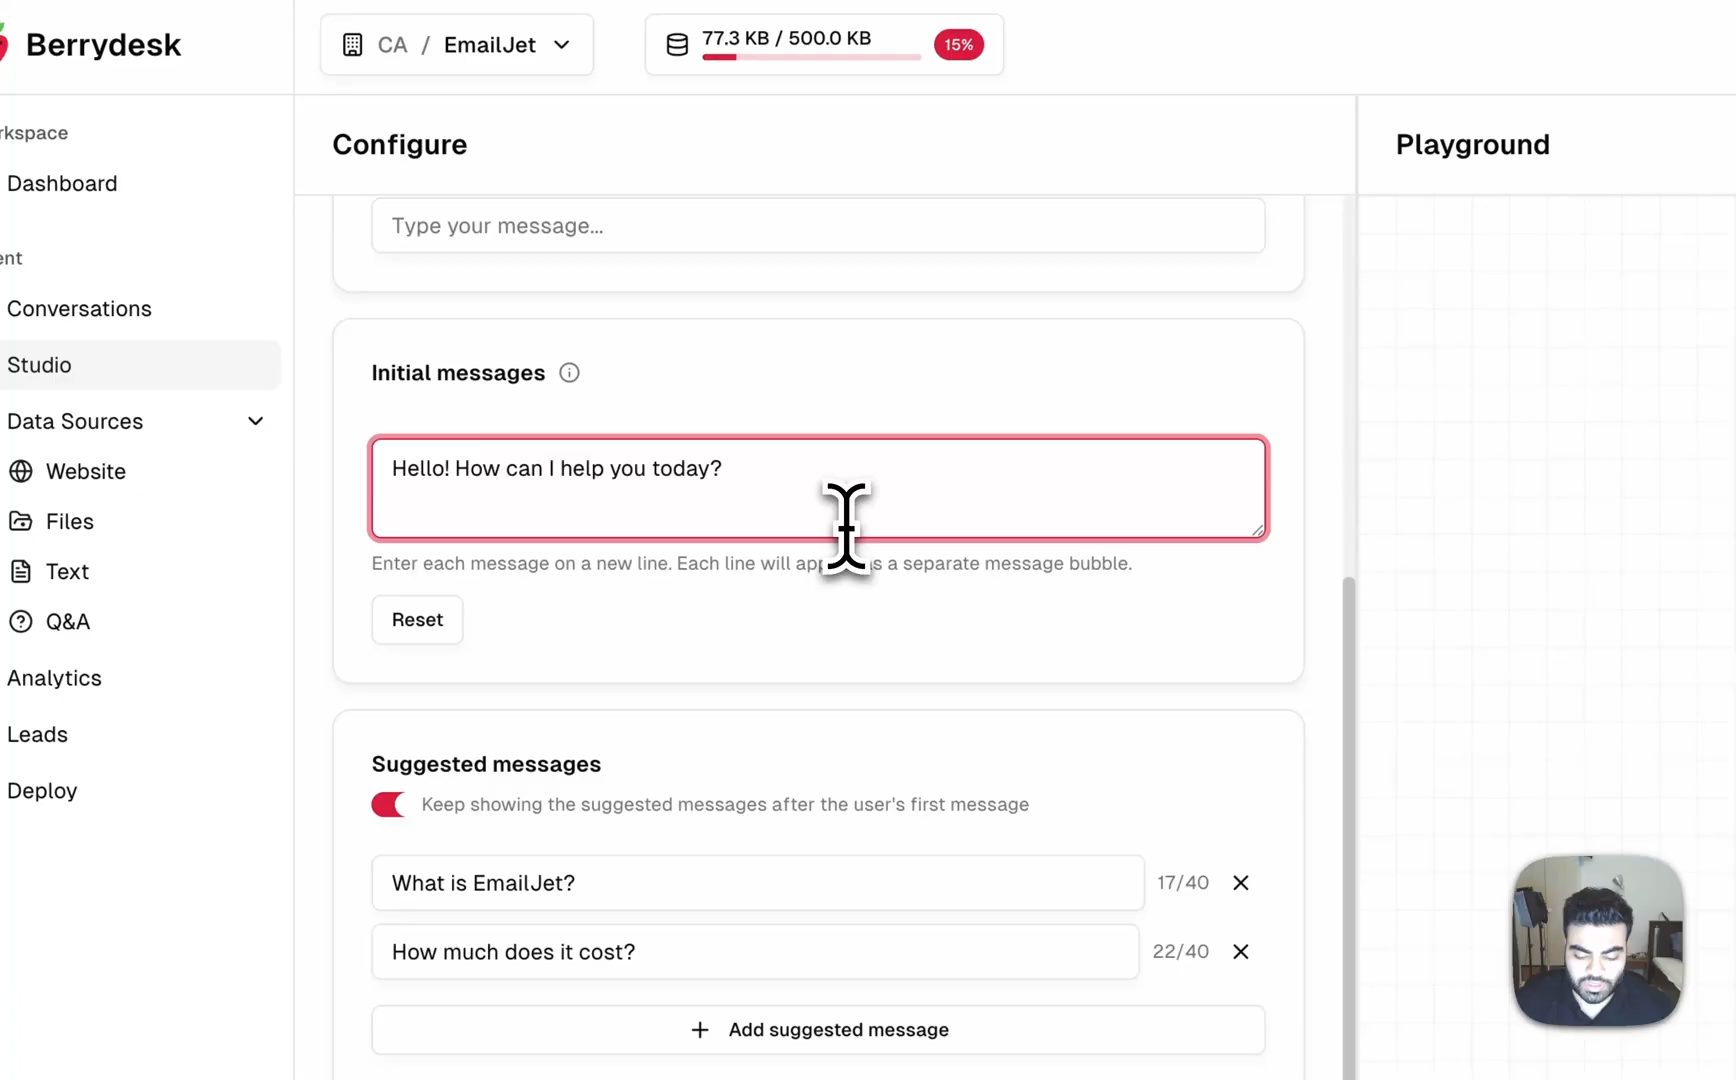 Berrydesk
CA / EmailJet
77.3 KB / 500.0 KB
15%
rkspace
Dashboard
ent
Conversations
Studio
Data Sources
Website
Files
Text
Q&A
Analytics
Leads
Deploy
Configure
Type your message...
Initial messages
Hello! How can I help you today?
Enter each message on a new line. Each line will app s a separate message bubble.
Reset
Suggested messages
Keep showing the suggested messages after the user's first message
What is EmailJet?
17/40
How much does it cost?
22/40
Add suggested message
Playground